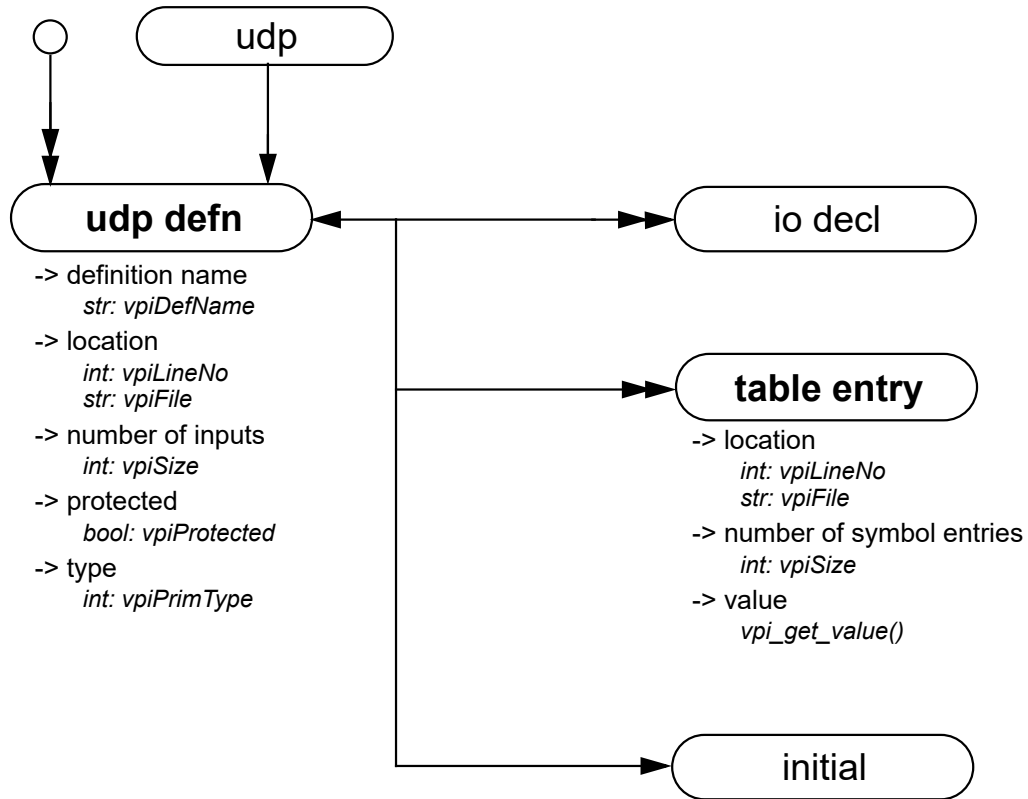 udp
udp defn
-> definition name
str: vpiDefName
-> location
int: vpiLineNo
str: vpiFile
-> number of inputs
int: vpiSize
-> protected
bool: vpiProtected
-> type
int: vpiPrimType
io decl
table entry
-> location
int: vpiLineNo
str: vpiFile
-> number of symbol entries
int: vpiSize
-> value
vpi_get_value()
initial